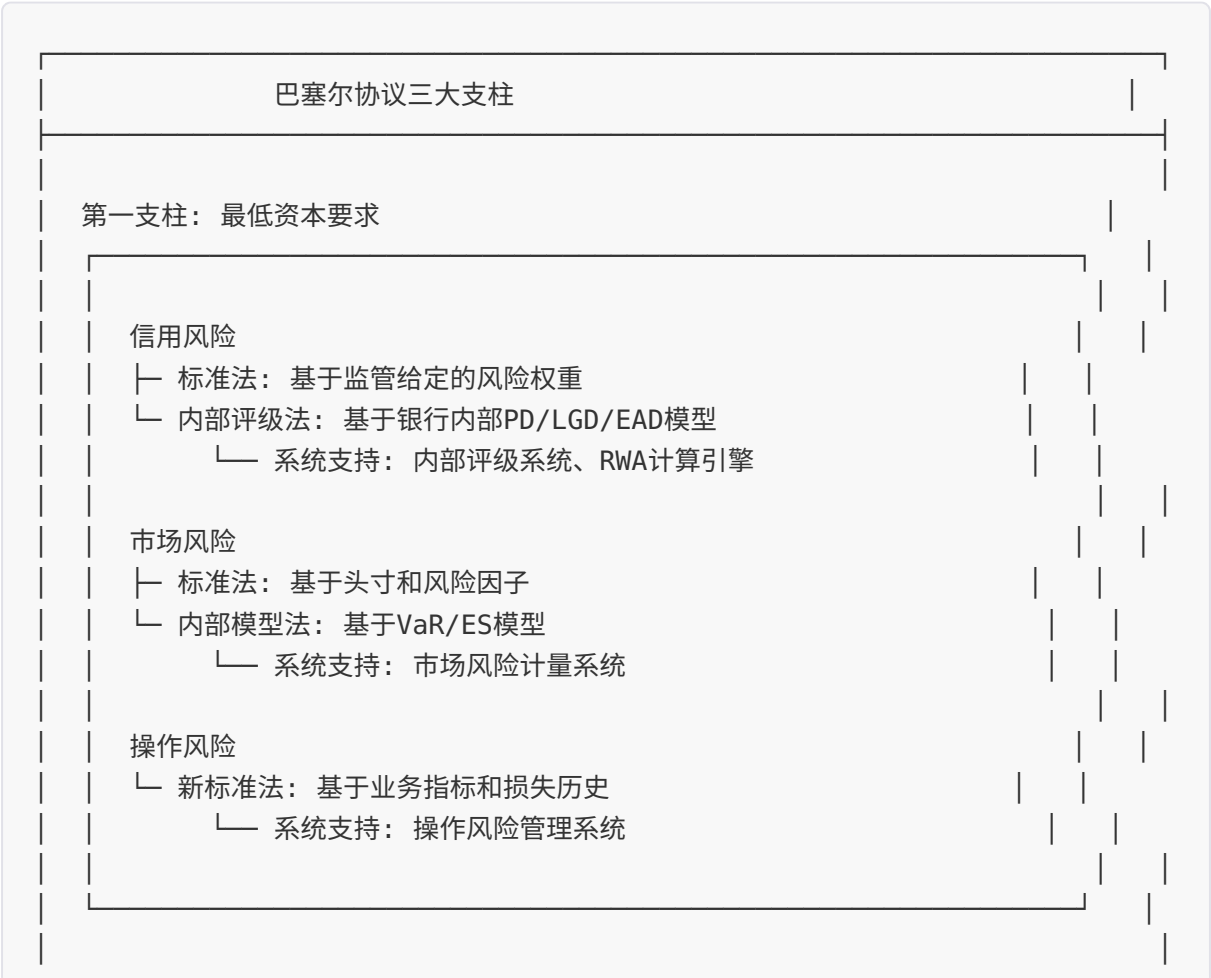 巴塞尔协议三大支柱
第一支柱: 最低资本要求
信用风险
├─ 标准法: 基于监管给定的风险权重
└─ 内部评级法: 基于银行内部PD/LGD/EAD模型
└── 系统支持: 内部评级系统、RWA计算引擎
市场风险
├─ 标准法: 基于头寸和风险因子
└─ 内部模型法: 基于VaR/ES模型
└── 系统支持: 市场风险计量系统
操作风险
└─ 新标准法: 基于业务指标和损失历史
└── 系统支持: 操作风险管理系统